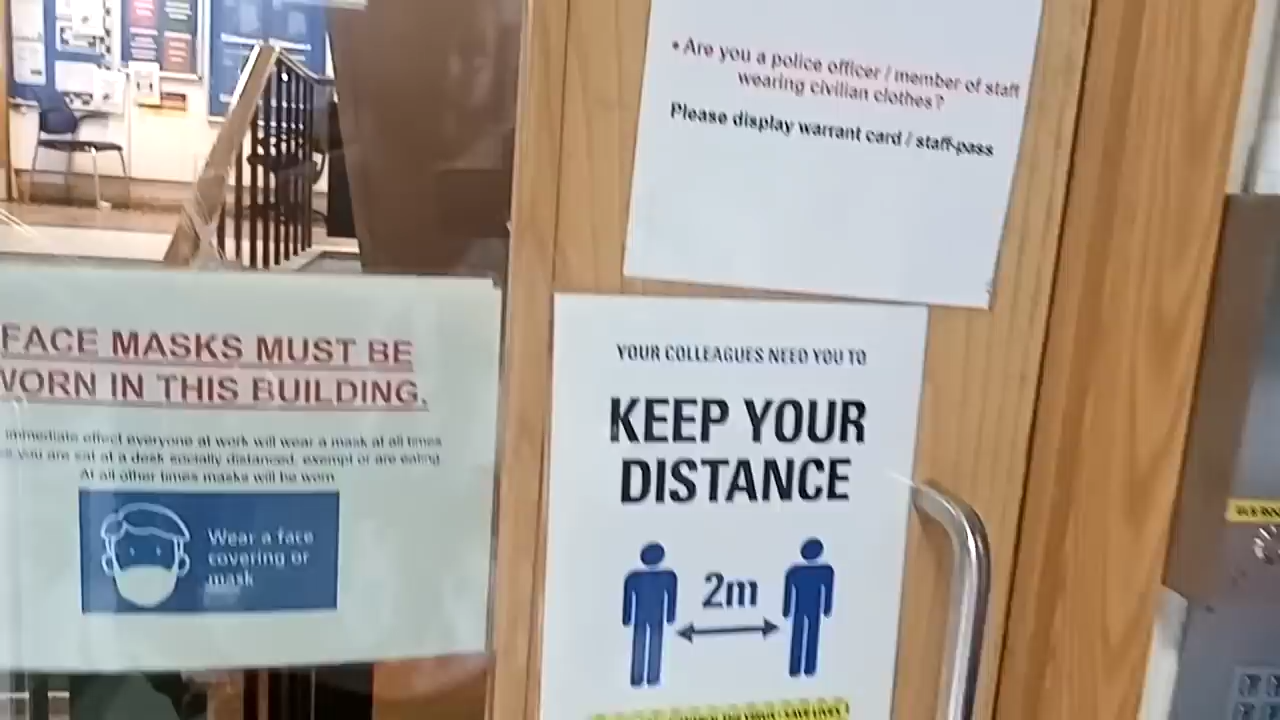 • Are you a police officer / member of staff
wearing civilian clothes?
Please display warrant card / staff-pass
FACE MASKS MUST BE
WORN IN THIS BUILDING.
immediate effect everyone at work will wear a mask at all times
you are sat at a desk socially distanced, exempt or are eating
At all other times masks will be worn
Wear a face
covering or
mask
YOUR COLLEAGUES NEED YOU TO
KEEP YOUR
DISTANCE
2m